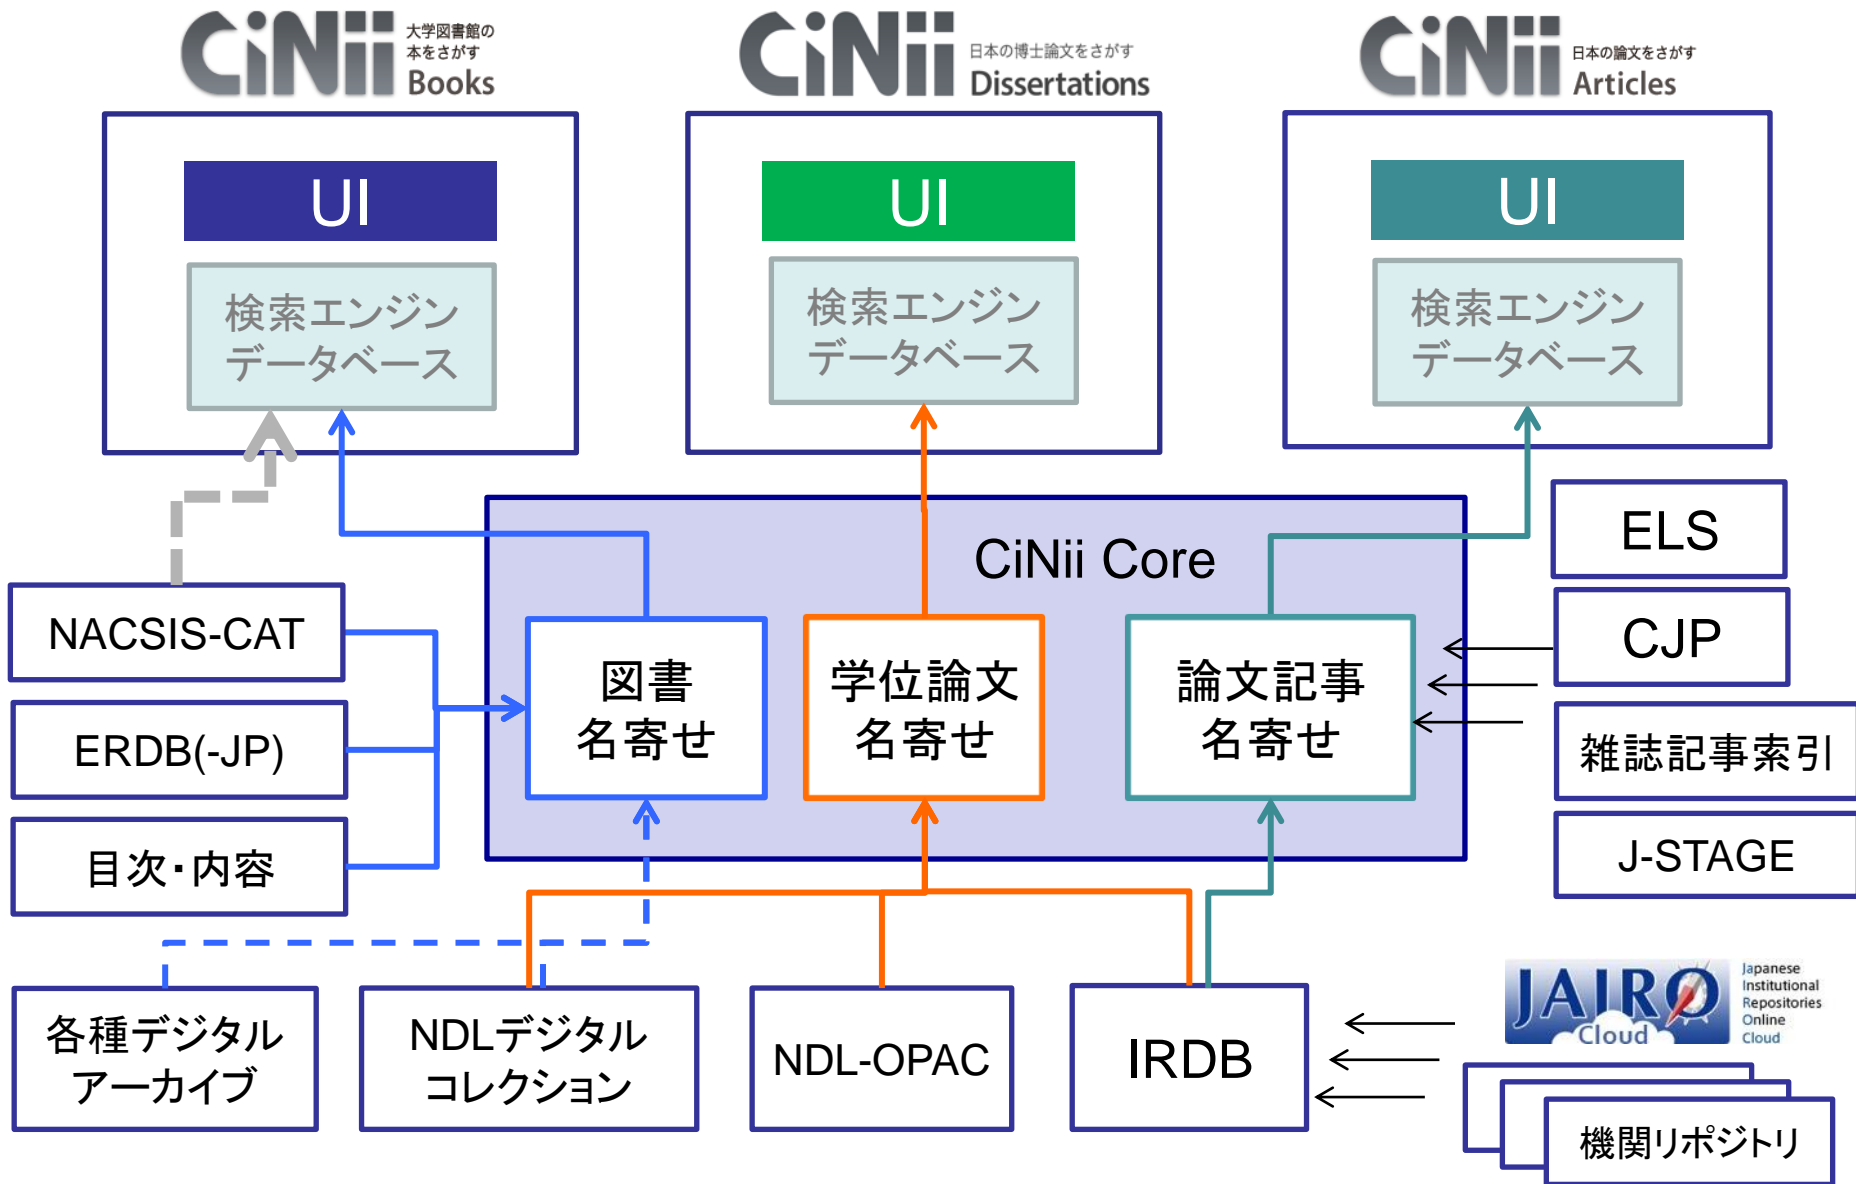 CiNii
大学図書館の
本をさがす
Books
CiNii
日本の博士論文をさがす
Dissertations
CiNii
日本の論文をさがす
Articles
UI
UI
UI
検索エンジン
データベース
検索エンジン
データベース
検索エンジン
データベース
CiNii Core
ELS
NACSIS-CAT
CJP
図書
名寄せ
学位論文
名寄せ
論文記事
名寄せ
ERDB(-JP)
雑誌記事索引
目次・内容
J-STAGE
各種デジタル
アーカイブ
NDLデジタル
コレクション
NDL-OPAC
IRDB
JAIRO
Cloud
Japanese
Institutional
Repositories
Online
Cloud
機関リポジトリ